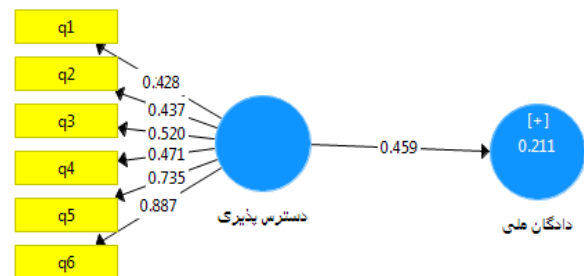 q1
q2
q3
q4
q5
q6
0.428
0.437
0.520
0.471
0.735
0.887
دسترس پذیری
0.459
[+]
0.211
دادگان ملی